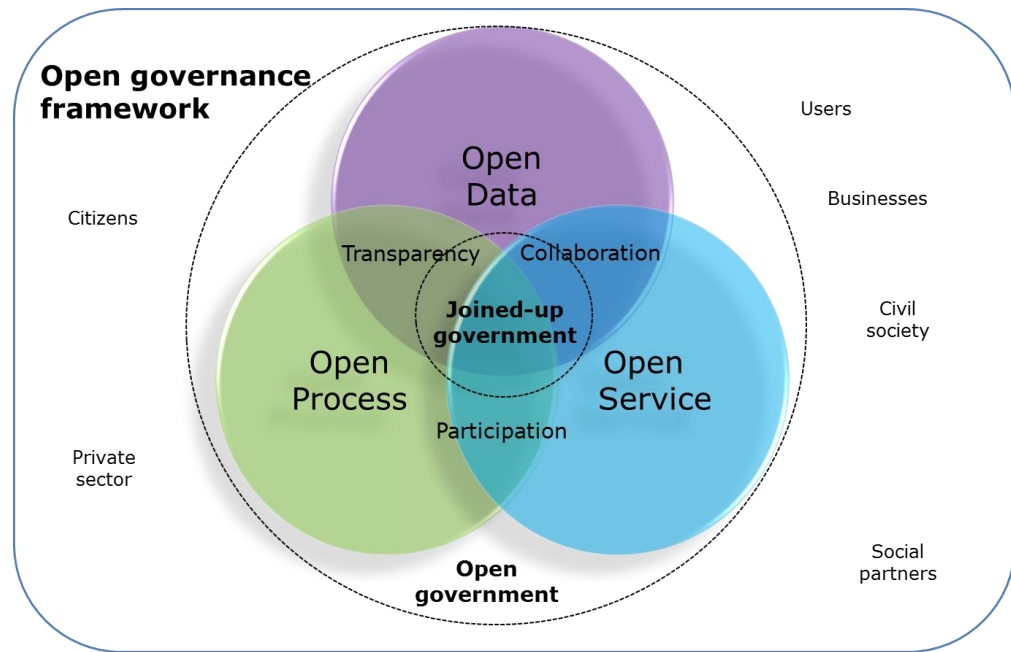 Open governance
framework
Users
Citizens
Businesses
Open
Data
Transparency
Collaboration
Joined-up
government
Civil
society
Open
Process
Open
Service
Participation
Private
sector
Open
government
Social
partners